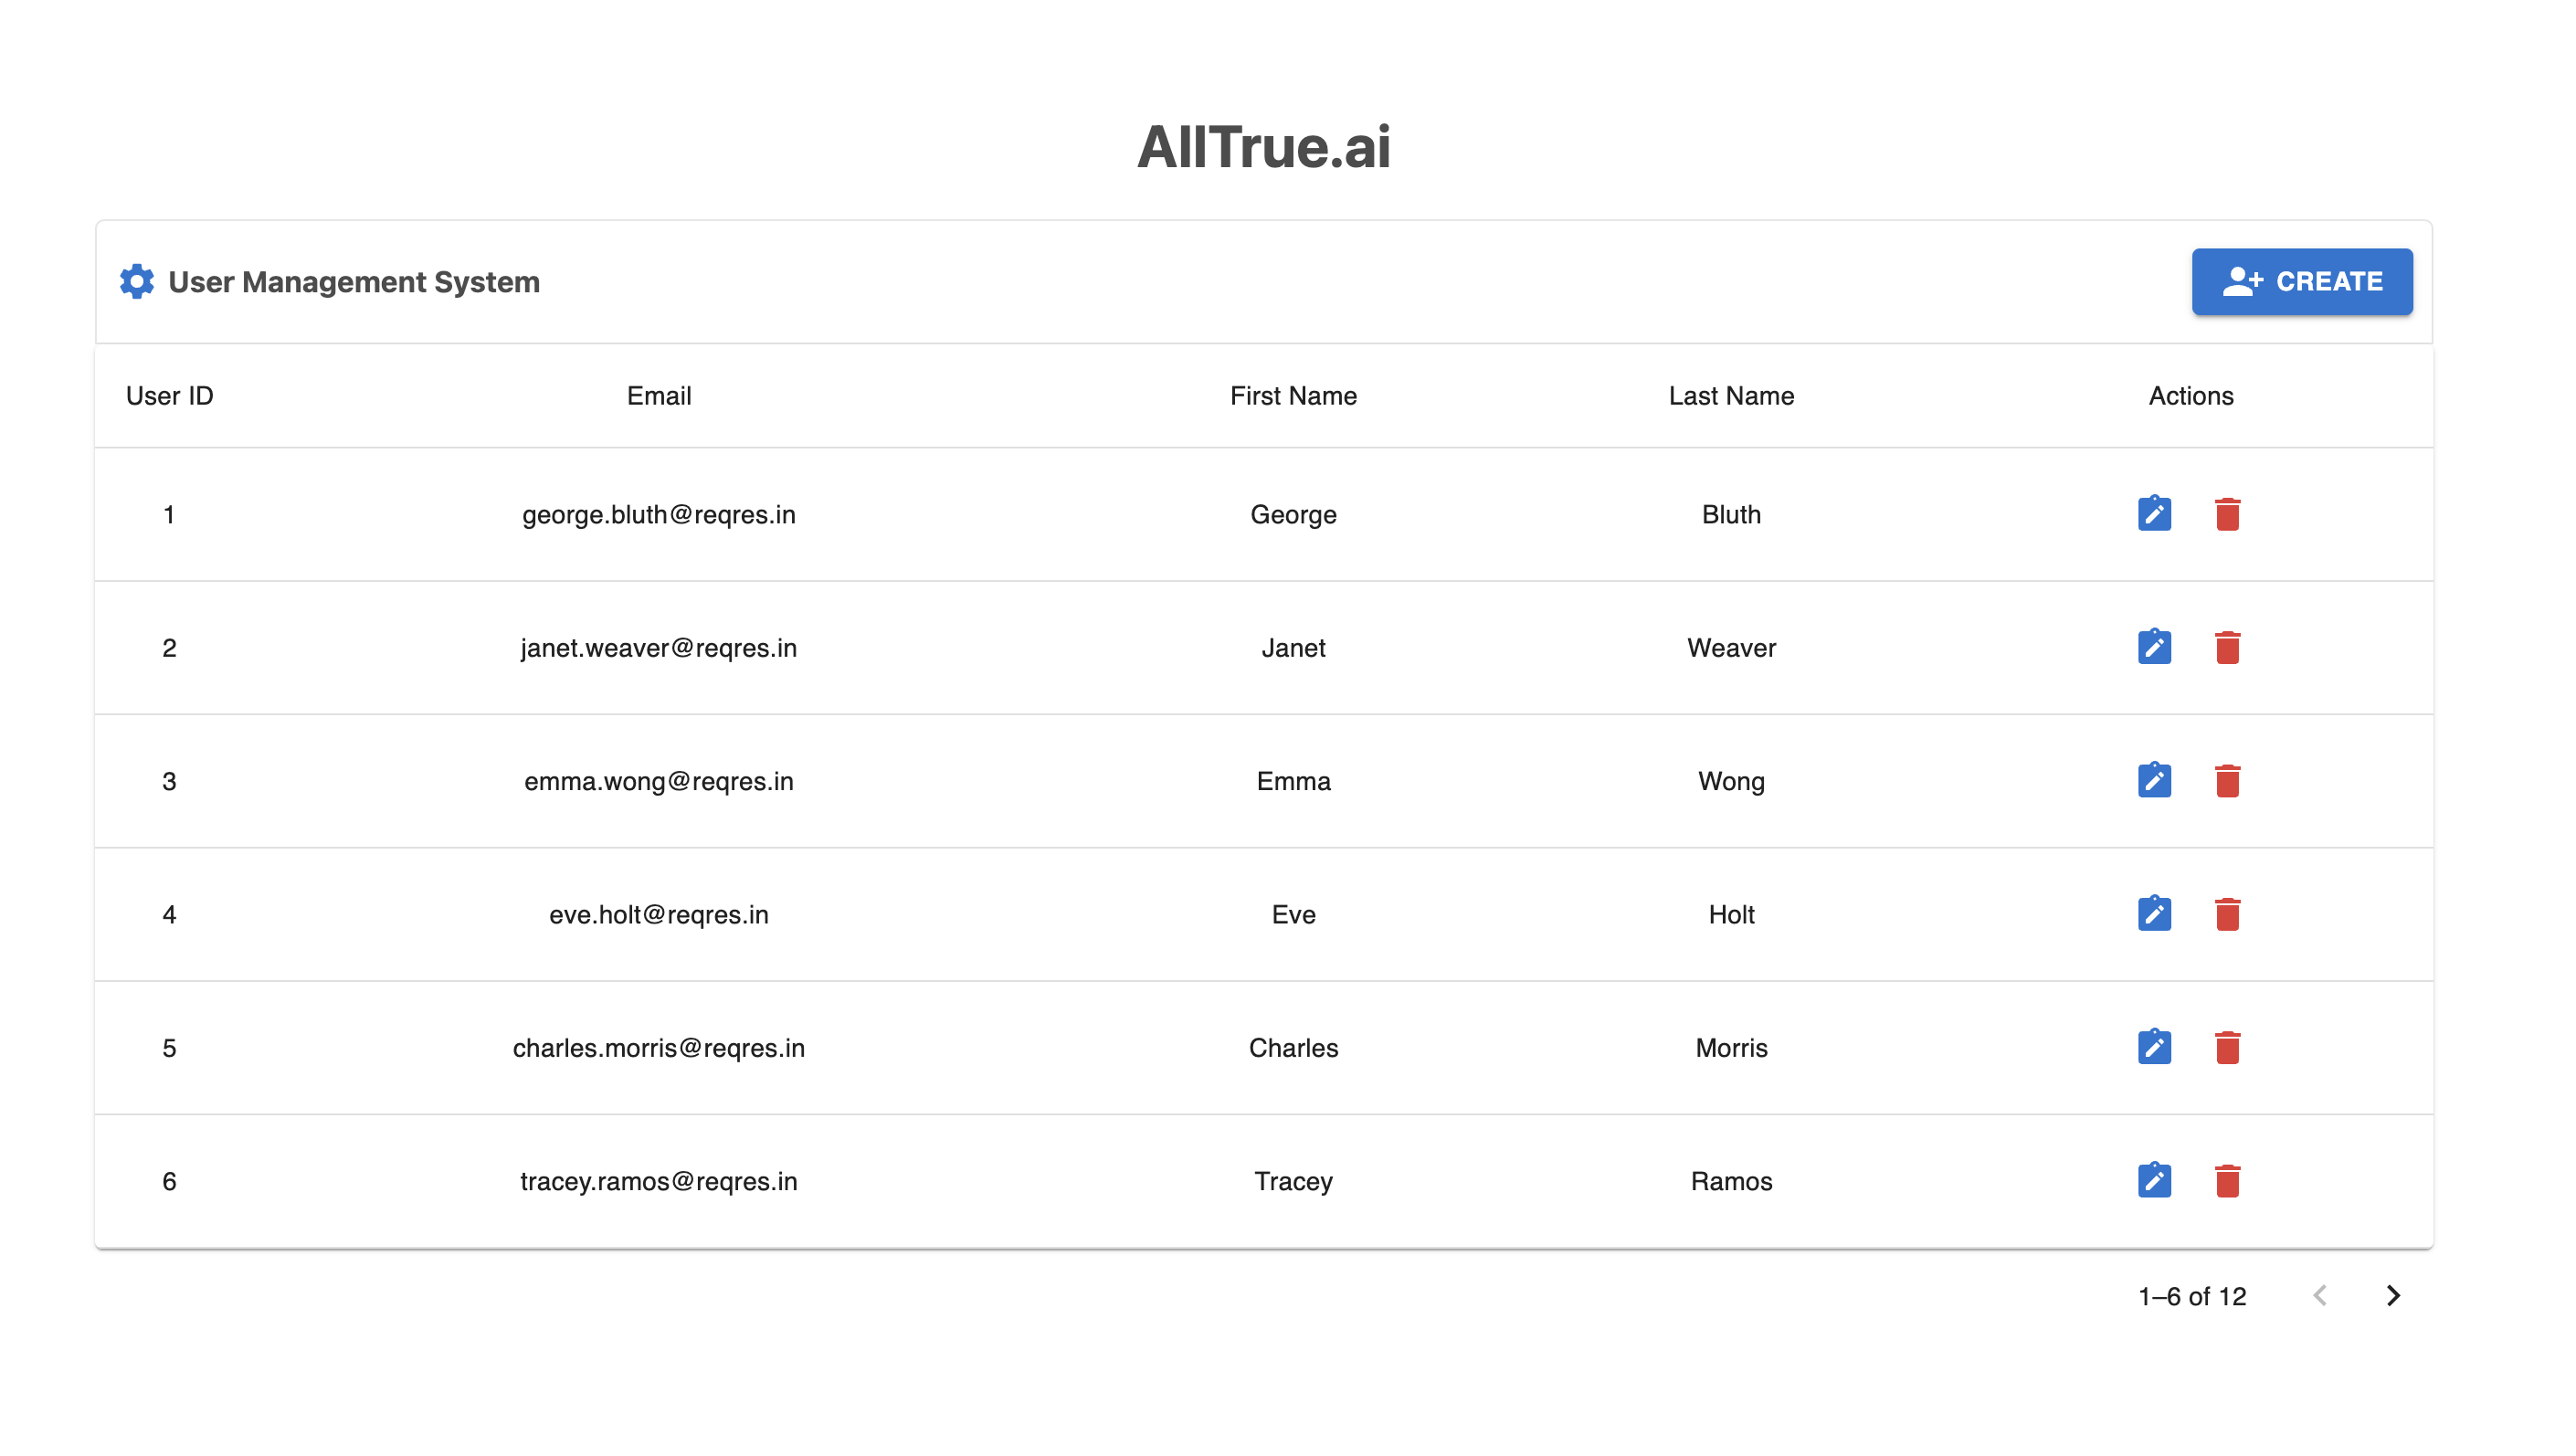 AllTrue.ai
User Management System
CREATE
User ID Email First Name Last Name Actions
1 george.bluth@reqres.in George Bluth
2 janet.weaver@reqres.in Janet Weaver
3 emma.wong@reqres.in Emma Wong
4 eve.holt@reqres.in Eve Holt
5 charles.morris@reqres.in Charles Morris
6 tracey.ramos@reqres.in Tracey Ramos
1–6 of 12